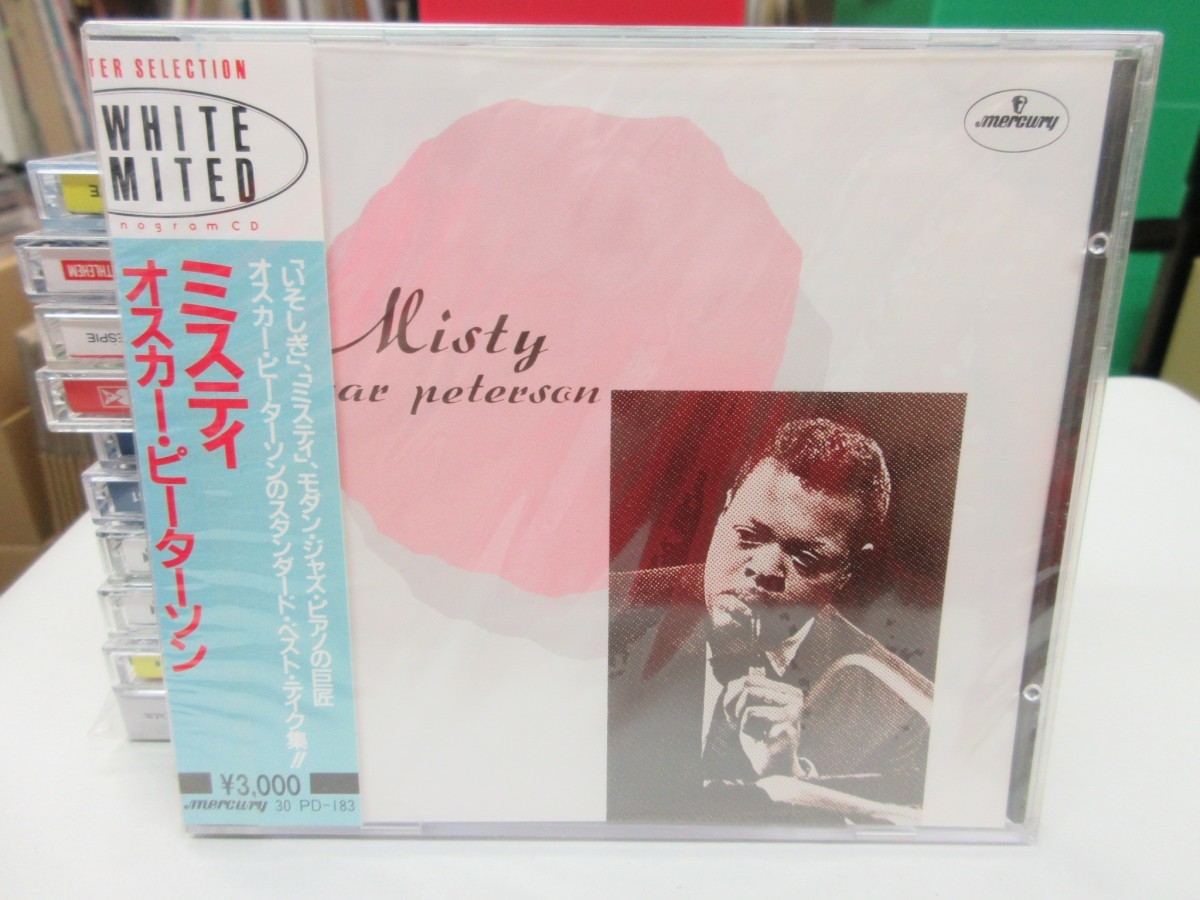 TER SELECTION
WHITE
MITED
nogram CD
ミスティ
オスカー・ピーターソン
「いそしぎ」、「ミスティ」、モダン・ジャズ・ピアノの巨匠
オスカー・ピーターソンのスタンダード・ベスト・テイク集!!
¥3,000
mercury 30 PD-183
Misty
ar peterson
mercury
THLEHEM
ESPIE